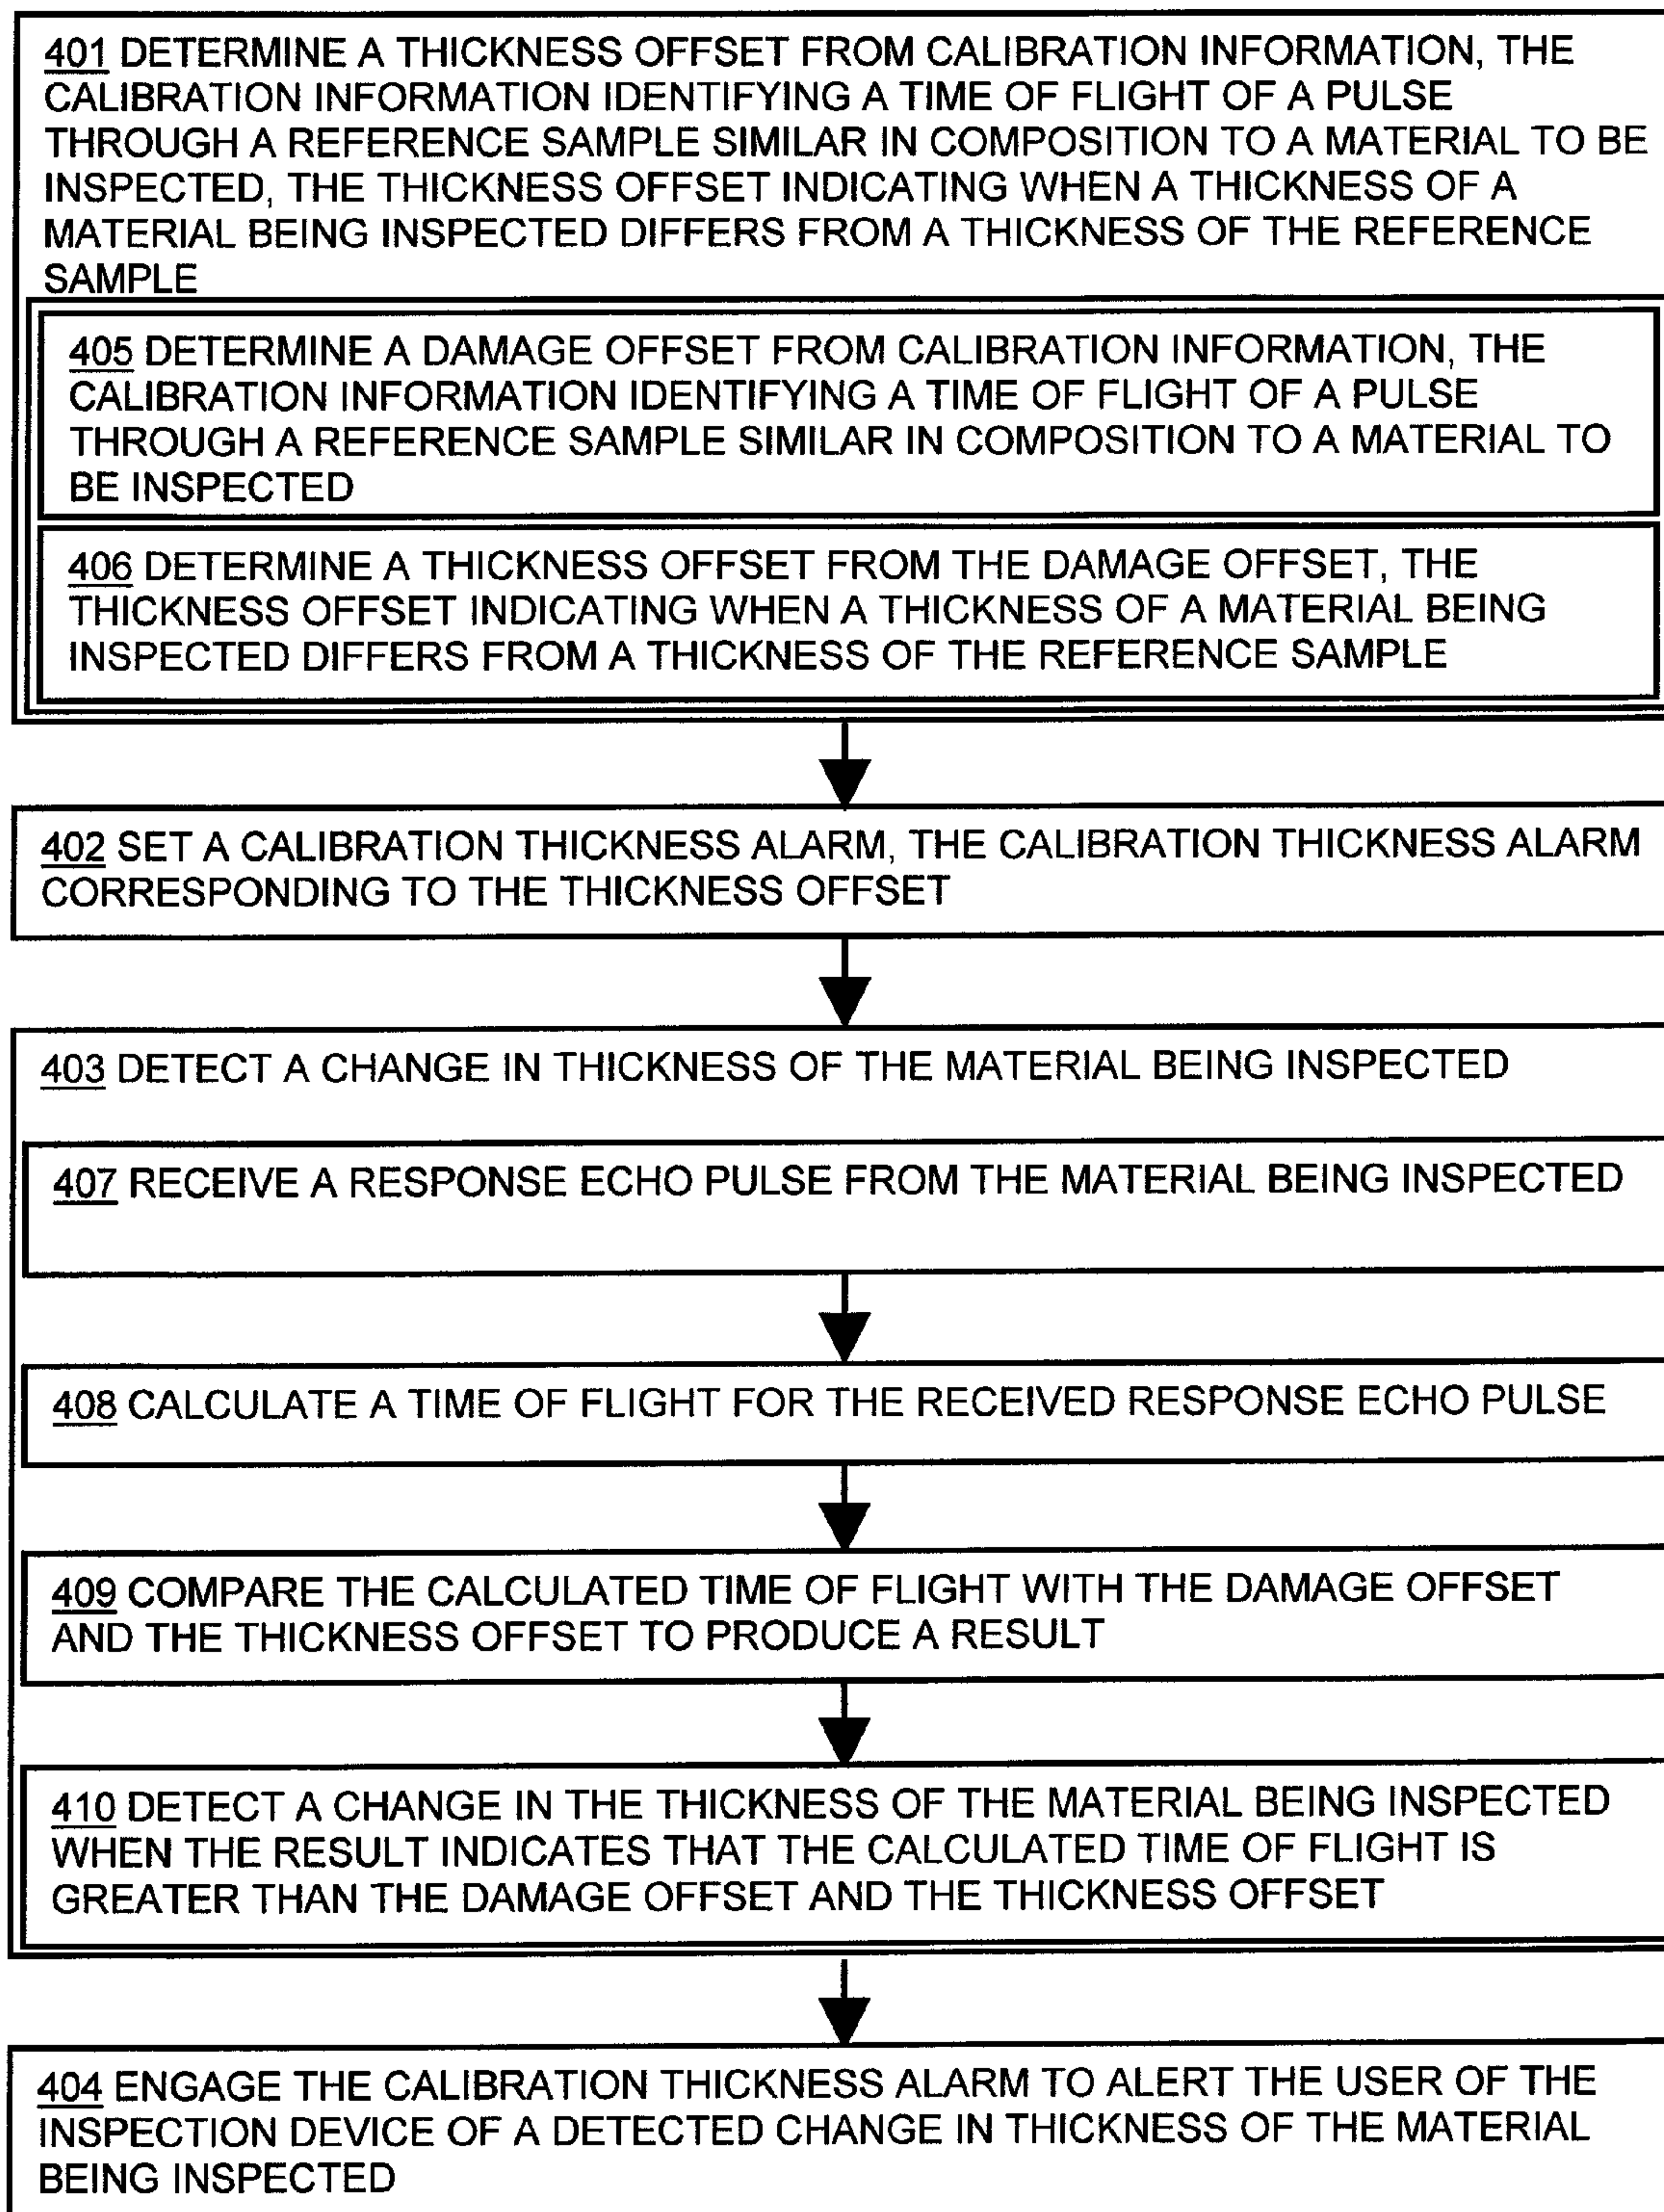 401 DETERMINE A THICKNESS OFFSET FROM CALIBRATION INFORMATION, THE
CALIBRATION INFORMATION IDENTIFYING A TIME OF FLIGHT OF A PULSE
THROUGH A REFERENCE SAMPLE SIMILAR IN COMPOSITION TO A MATERIAL TO BE
INSPECTED, THE THICKNESS OFFSET INDICATING WHEN A THICKNESS OF A
MATERIAL BEING INSPECTED DIFFERS FROM A THICKNESS OF THE REFERENCE
SAMPLE
405 DETERMINE A DAMAGE OFFSET FROM CALIBRATION INFORMATION, THE
CALIBRATION INFORMATION IDENTIFYING A TIME OF FLIGHT OF A PULSE
THROUGH A REFERENCE SAMPLE SIMILAR IN COMPOSITION TO A MATERIAL TO
BE INSPECTED
406 DETERMINE A THICKNESS OFFSET FROM THE DAMAGE OFFSET, THE
THICKNESS OFFSET INDICATING WHEN A THICKNESS OF A MATERIAL BEING
INSPECTED DIFFERS FROM A THICKNESS OF THE REFERENCE SAMPLE
402 SET A CALIBRATION THICKNESS ALARM, THE CALIBRATION THICKNESS ALARM
CORRESPONDING TO THE THICKNESS OFFSET
403 DETECT A CHANGE IN THICKNESS OF THE MATERIAL BEING INSPECTED
407 RECEIVE A RESPONSE ECHO PULSE FROM THE MATERIAL BEING INSPECTED
408 CALCULATE A TIME OF FLIGHT FOR THE RECEIVED RESPONSE ECHO PULSE
409 COMPARE THE CALCULATED TIME OF FLIGHT WITH THE DAMAGE OFFSET
AND THE THICKNESS OFFSET TO PRODUCE A RESULT
410 DETECT A CHANGE IN THE THICKNESS OF THE MATERIAL BEING INSPECTED
WHEN THE RESULT INDICATES THAT THE CALCULATED TIME OF FLIGHT IS
GREATER THAN THE DAMAGE OFFSET AND THE THICKNESS OFFSET
404 ENGAGE THE CALIBRATION THICKNESS ALARM TO ALERT THE USER OF THE
INSPECTION DEVICE OF A DETECTED CHANGE IN THICKNESS OF THE MATERIAL
BEING INSPECTED